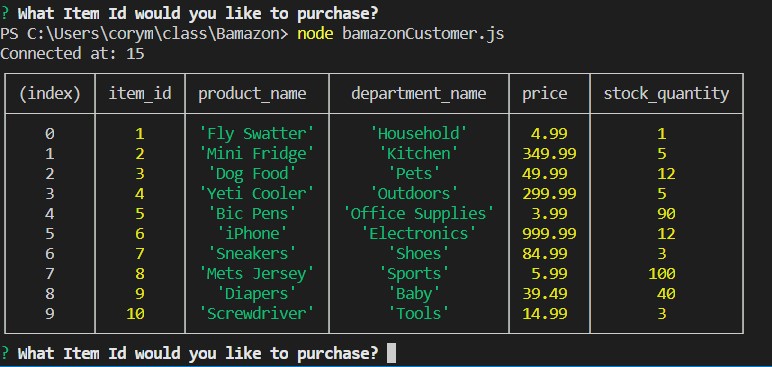 ? What Item Id would you like to purchase?
PS C:\Users\corym\class\Bamazon> node bamazonCustomer.js
Connected at: 15
(index) item_id product_name department_name price stock_quantity
0 1 'Fly Swatter' 'Household' 4.99 1
1 2 'Mini Fridge' 'Kitchen' 349.99 5
2 3 'Dog Food' 'Pets' 49.99 12
3 4 'Yeti Cooler' 'Outdoors' 299.99 5
4 5 'Bic Pens' 'Office Supplies' 3.99 90
5 6 'iPhone' 'Electronics' 999.99 12
6 7 'Sneakers' 'Shoes' 84.99 3
7 8 'Mets Jersey' 'Sports' 5.99 100
8 9 'Diapers' 'Baby' 39.49 40
9 10 'Screwdriver' 'Tools' 14.99 3
? What Item Id would you like to purchase?